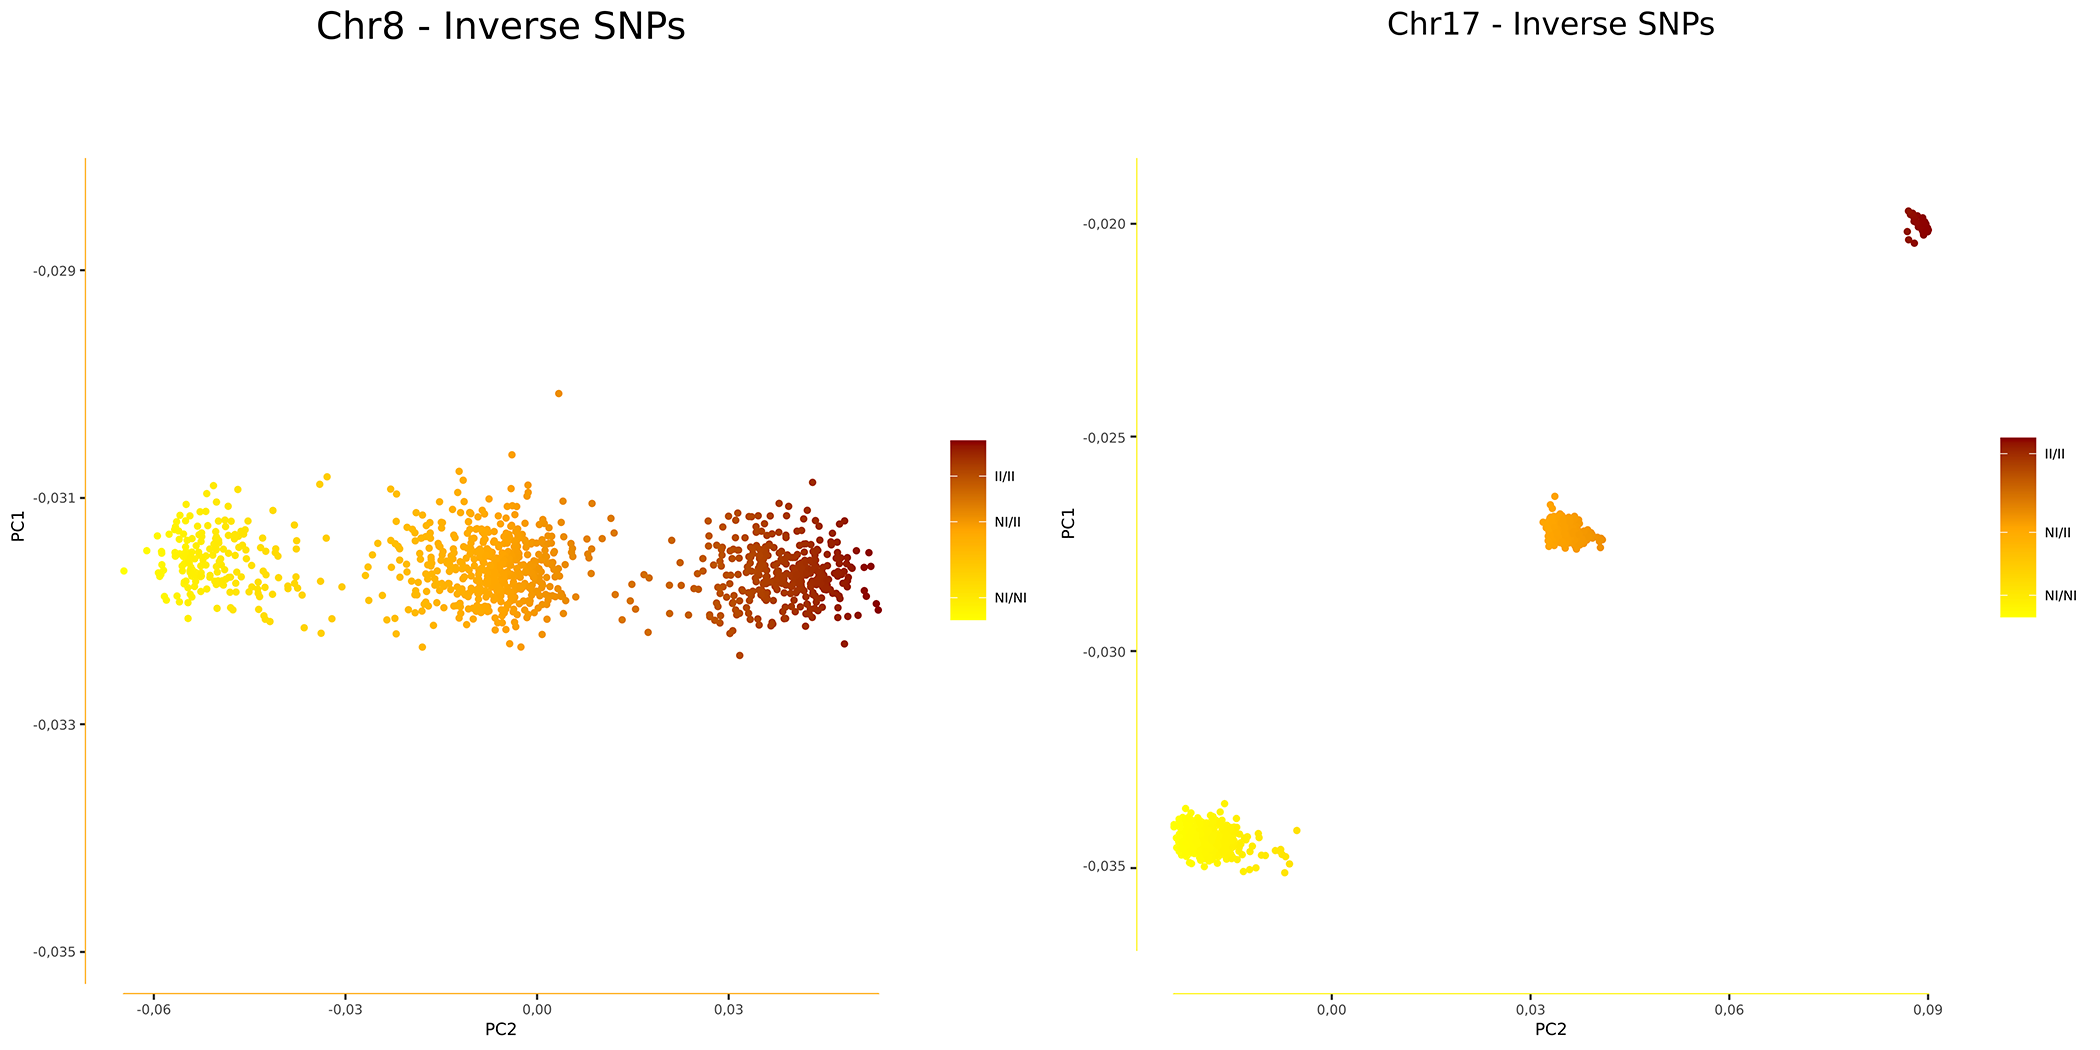 Chr8 - Inverse SNPs
PC1
-0,029
-0,031
-0,033
-0,035
-0,06
-0,03
0,00
0,03
PC2
II/II
NI/II
NI/NI
Chr17 - Inverse SNPs
PC1
-0,020
-0,025
-0,030
-0,035
0,00
0,03
0,06
0,09
PC2
II/II
NI/II
NI/NI